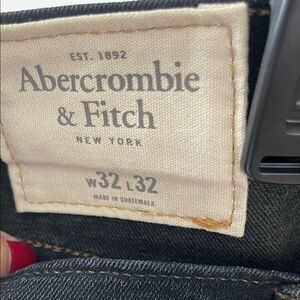 EST. 1892
Abercrombie
& Fitch
NEW YORK
W32 L32
MADE IN GUATEMALA